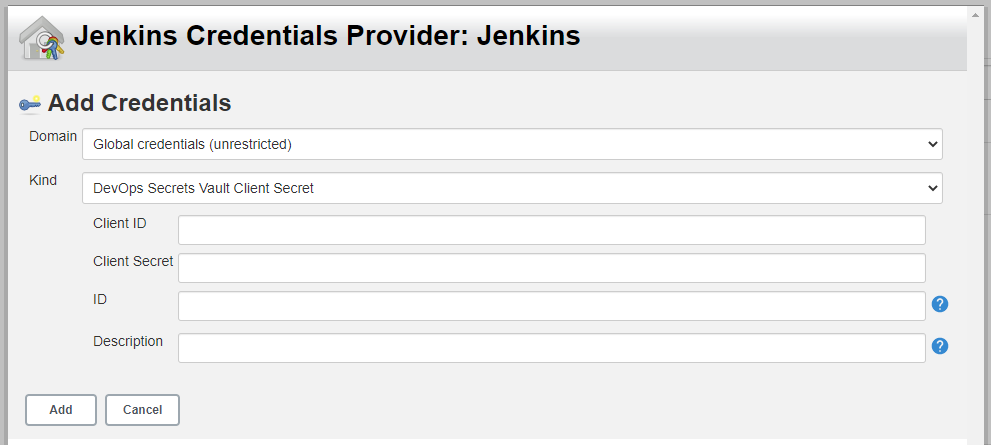 Jenkins Credentials Provider: Jenkins
Add Credentials
Domain
Global credentials (unrestricted)
Kind
DevOps Secrets Vault Client Secret
Client ID
Client Secret
ID
?
Description
?
Add Cancel